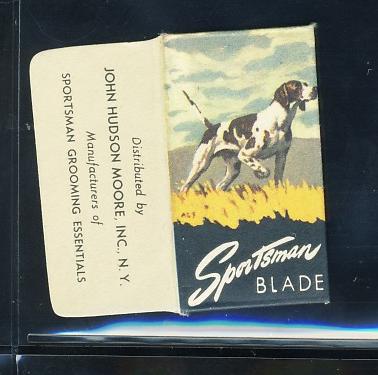 Distributed by
JOHN HUDSON MOORE, INC., N. Y.
Manufacturers of
SPORTSMAN GROOMING ESSENTIALS
Sportsman
BLADE